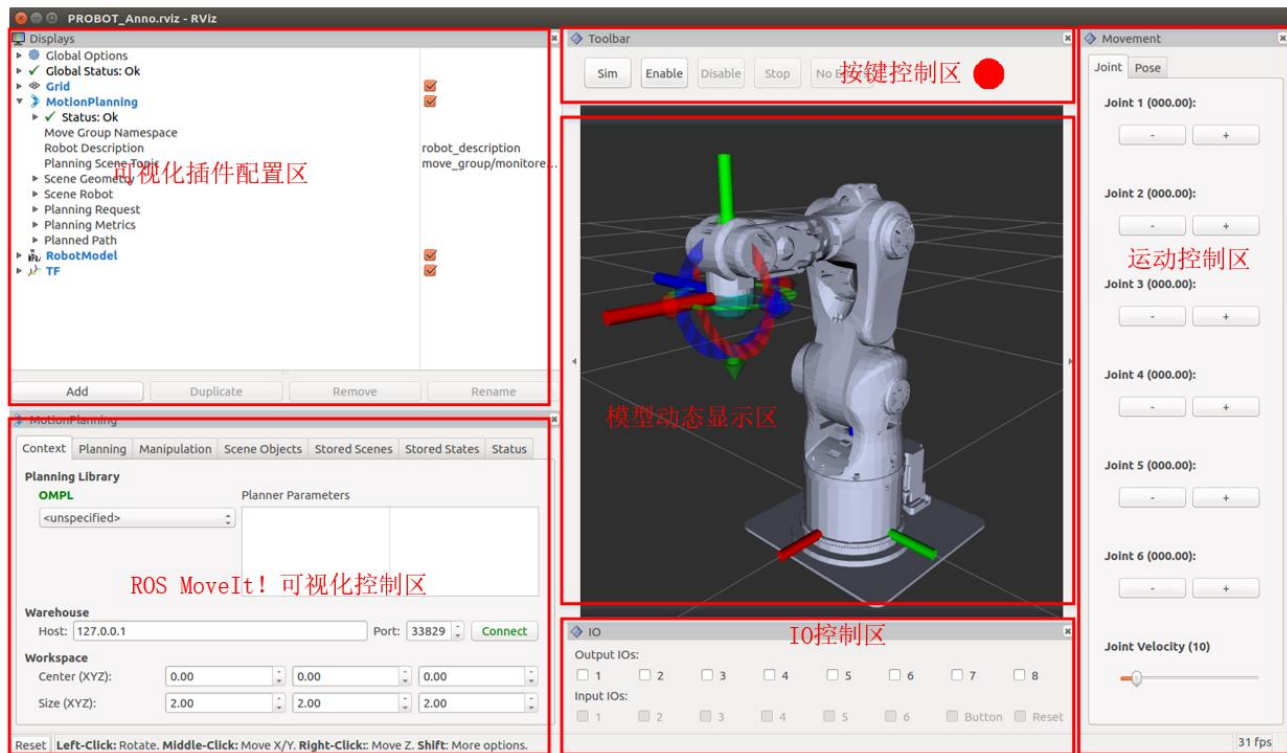 PROBOT_Anno.rviz - RViz
Displays
Global Options
Global Status: Ok
Grid
MotionPlanning
Status: Ok
Move Group Namespace
Robot Description robot_description
Planning Scene Topic move_group/monitore...
可视化插件配置区
Scene Geometry
Scene Robot
Planning Request
Planning Metrics
Planned Path
RobotModel
TF
Add Duplicate Remove Rename
MotionPlanning
Context Planning Manipulation Scene Objects Stored Scenes Stored States Status
Planning Library
OMPL Planner Parameters
<unspecified>
ROS MoveIt! 可视化控制区
Warehouse
Host: 127.0.0.1 Port: 33829 Connect
Workspace
Center (XYZ): 0.00 0.00 0.00
Size (XYZ): 2.00 2.00 2.00
Reset Left-Click: Rotate. Middle-Click: Move X/Y. Right-Click:: Move Z. Shift: More options.
Toolbar
Sim Enable Disable Stop No
按键控制区
模型动态显示区
IO
IO控制区
Output IOs:
1 2 3 4 5 6 7 8
Input IOs:
1 2 3 4 5 6 Button Reset
Movement
Joint Pose
Joint 1 (000.00):
- +
Joint 2 (000.00):
- +
运动控制区
Joint 3 (000.00):
- +
Joint 4 (000.00):
- +
Joint 5 (000.00):
- +
Joint 6 (000.00):
- +
Joint Velocity (10)
31 fps